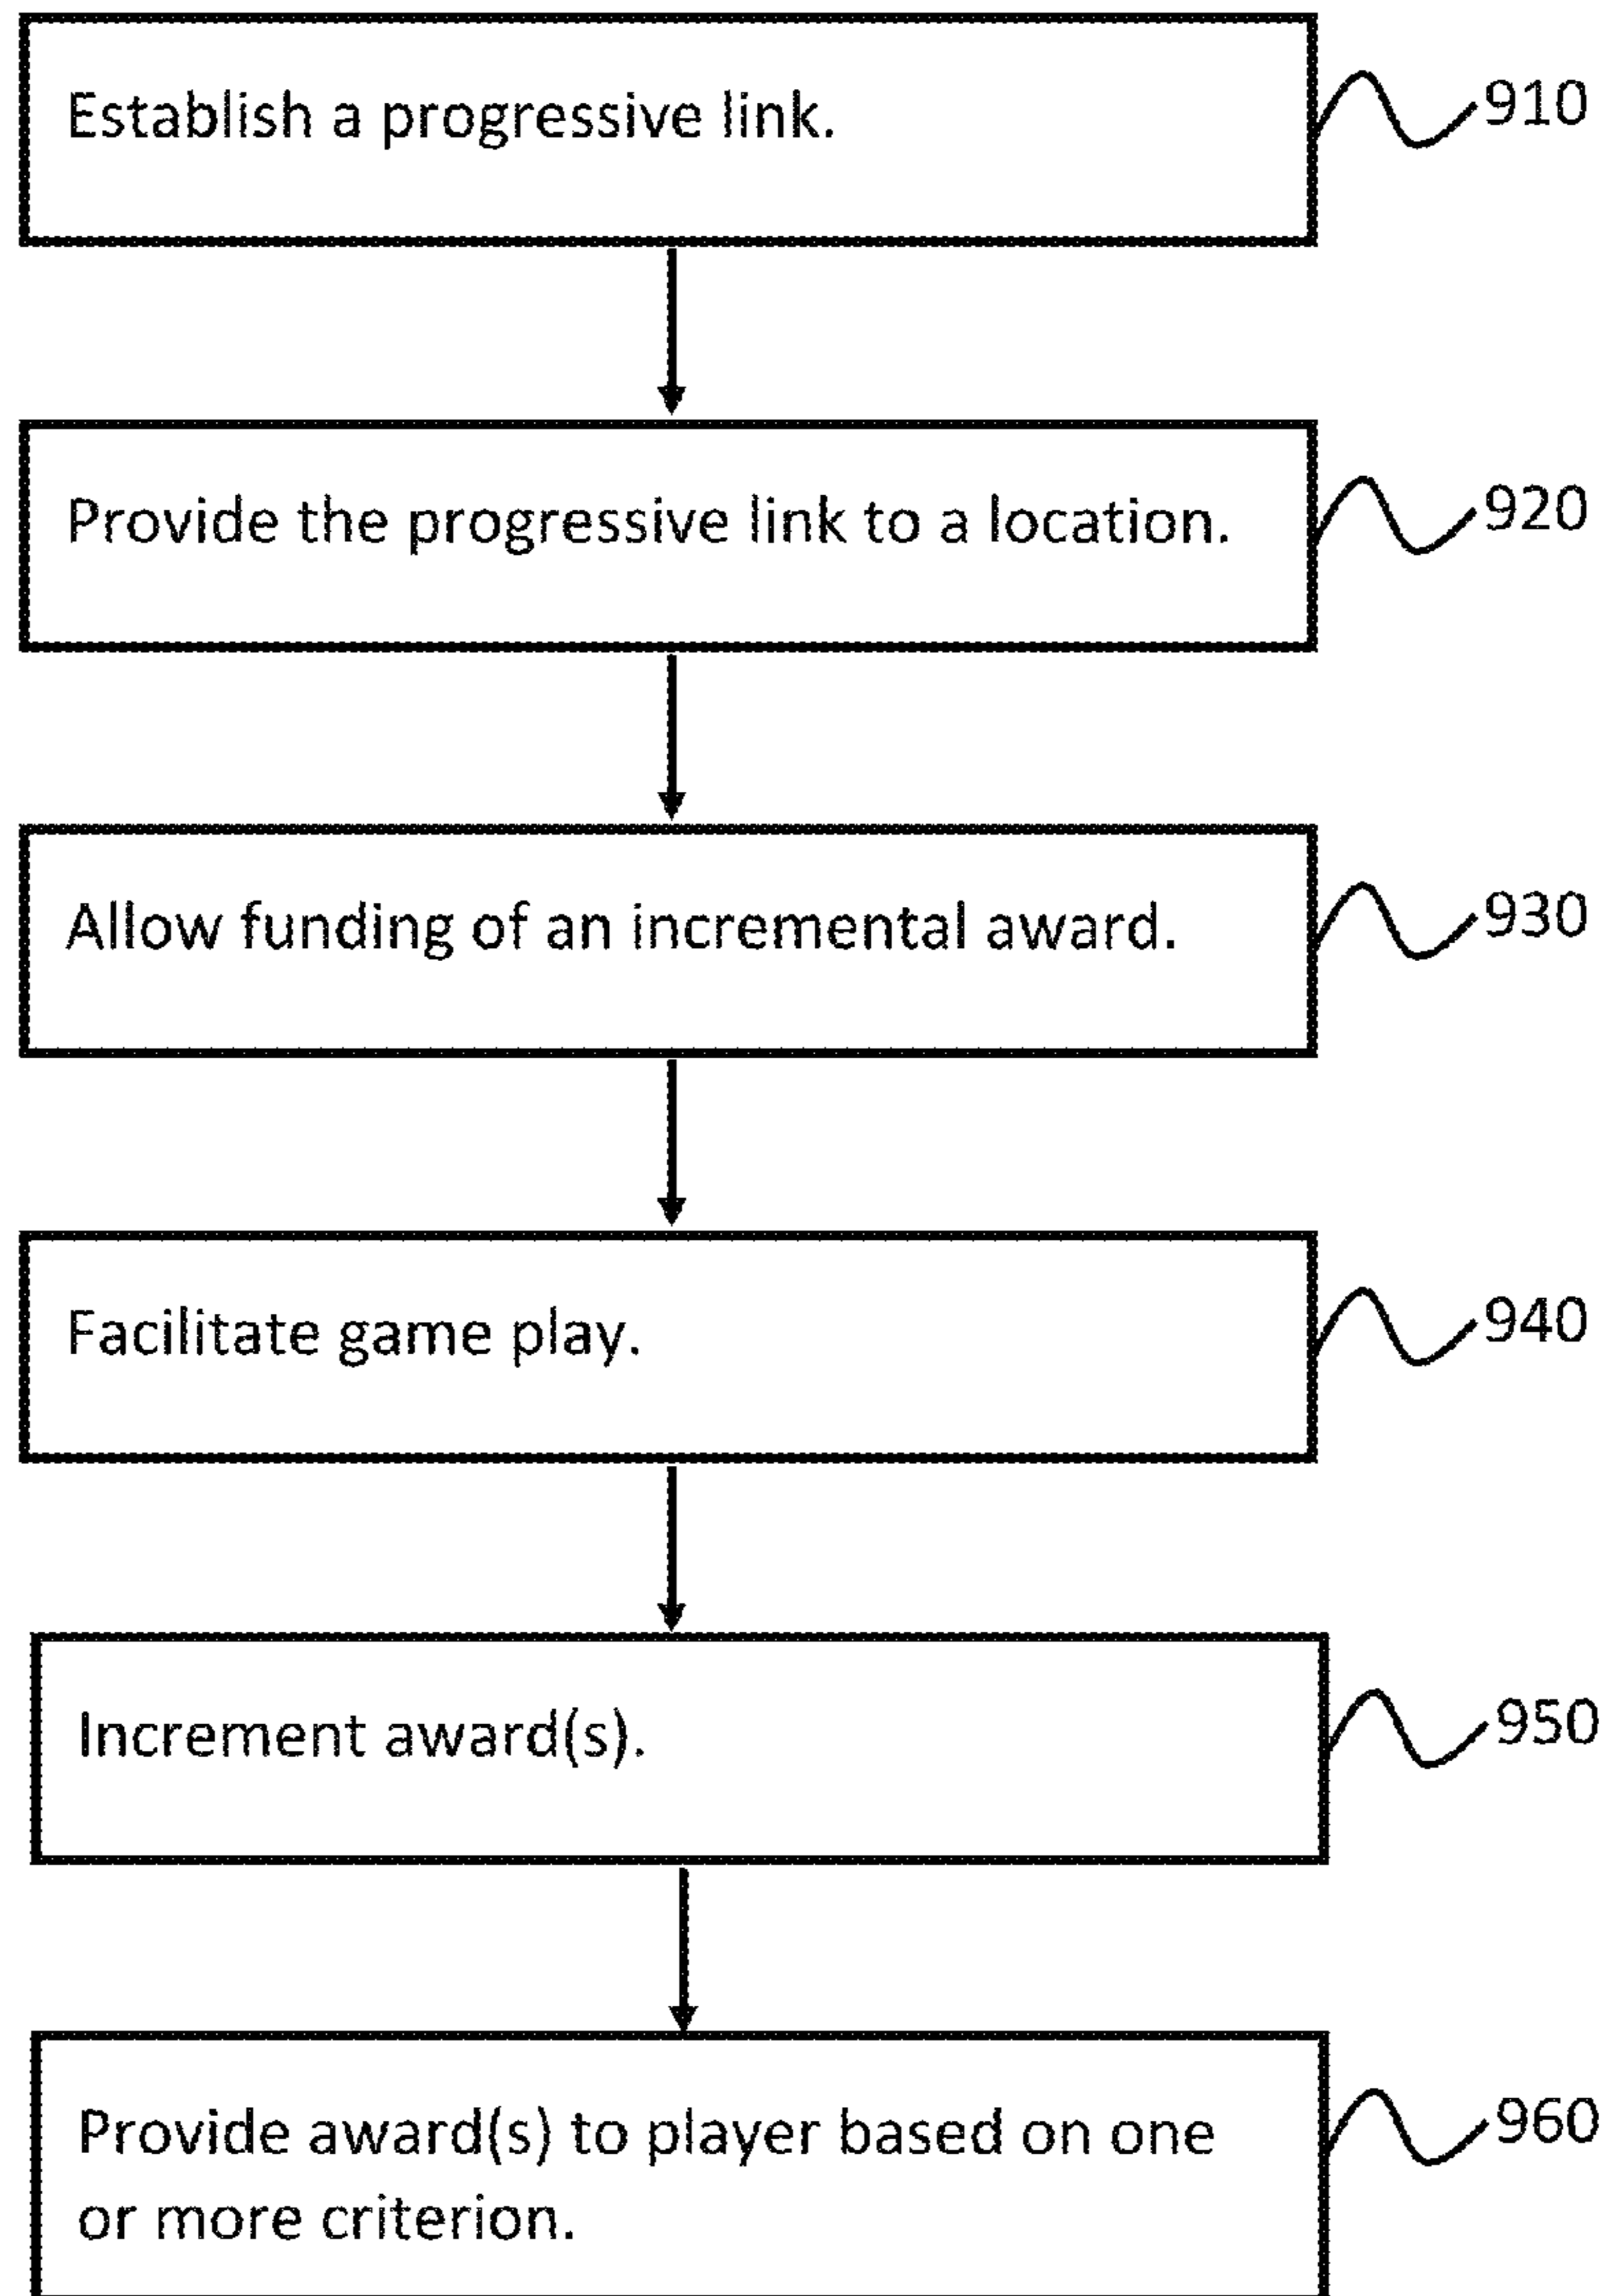 Establish a progressive link.
910
Provide the progressive link to a location.
920
Allow funding of an incremental award.
930
Facilitate game play.
940
Increment award(s).
950
Provide award(s) to player based on one
or more criterion.
960